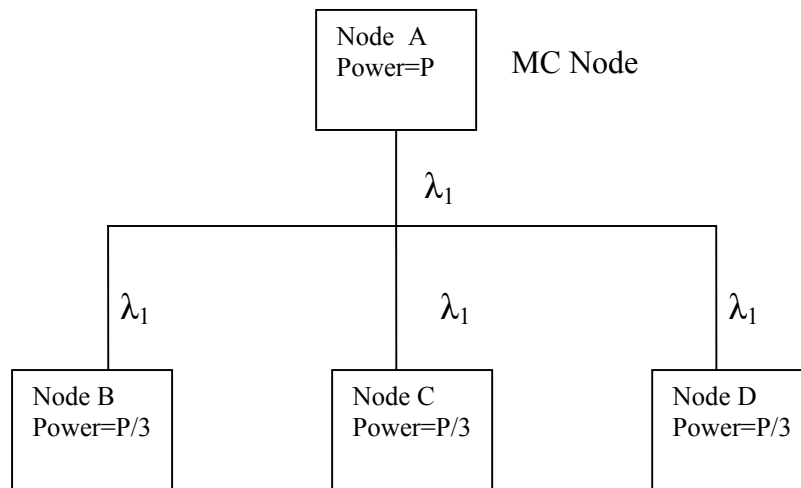 Node A
Power=P
MC Node
λ1
λ1
λ1
λ1
Node B
Power=P/3
Node C
Power=P/3
Node D
Power=P/3